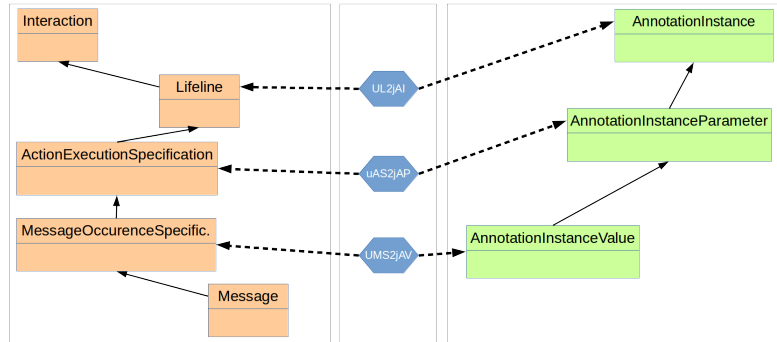 Interaction
Lifeline
ActionExecutionSpecification
MessageOccurenceSpecific.
Message
UL2jAI
uAS2jAP
UMS2jAV
AnnotationInstance
AnnotationInstanceParameter
AnnotationInstanceValue